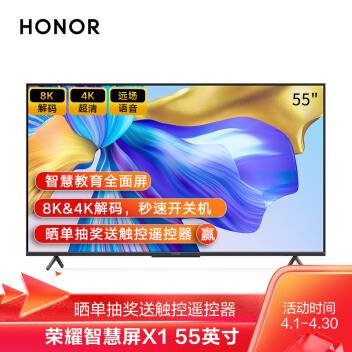 HONOR
8K
解码
4K
超清
远场
语音
55"
智慧教育全面屏
8K&4K解码，秒速开关机
晒单抽奖送触控遥控器 赢
晒单抽奖送触控遥控器
活动时间
荣耀智慧屏X1 55英寸
4.1-4.30